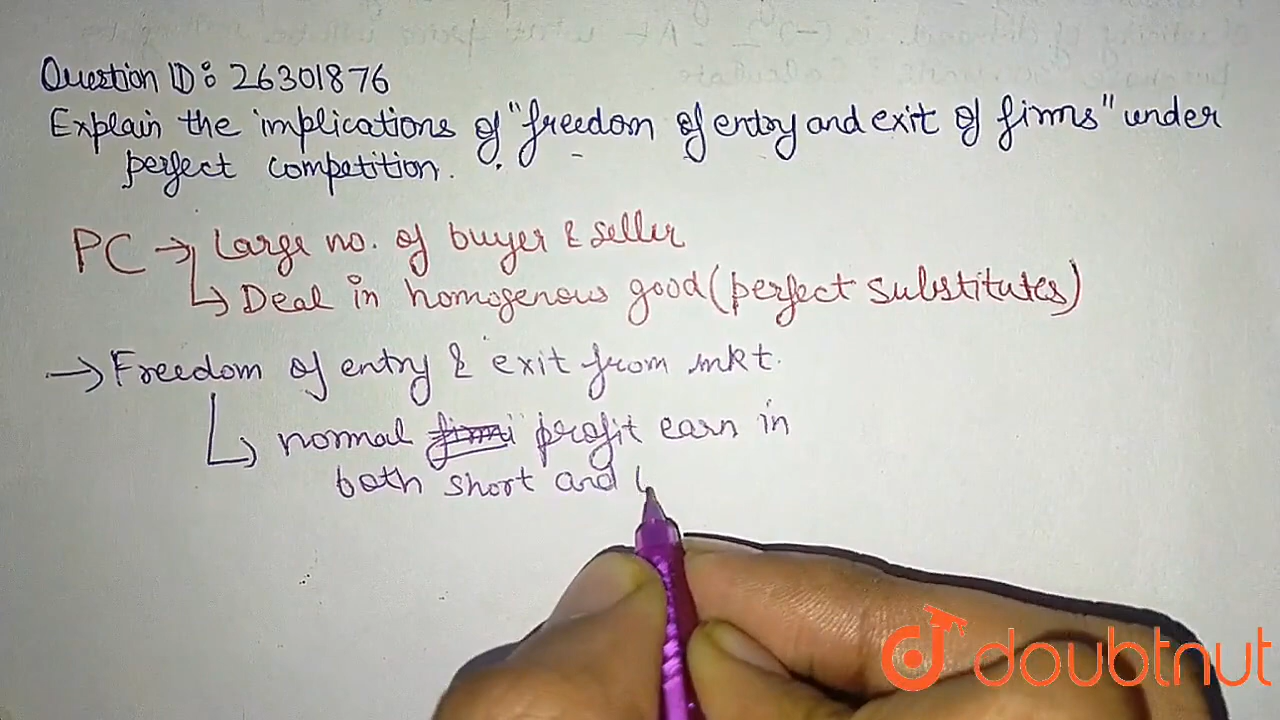 Question ID: 26301876
Explain the implications of "freedom of entry and exit of firms" under
perfect competition.
PC → Large no. of buyer & seller
↳ Deal in homogenous good (perfect substitutes)
→ Freedom of entry & exit from mkt.
↳ normal profit earn in
both short and
doubtnut